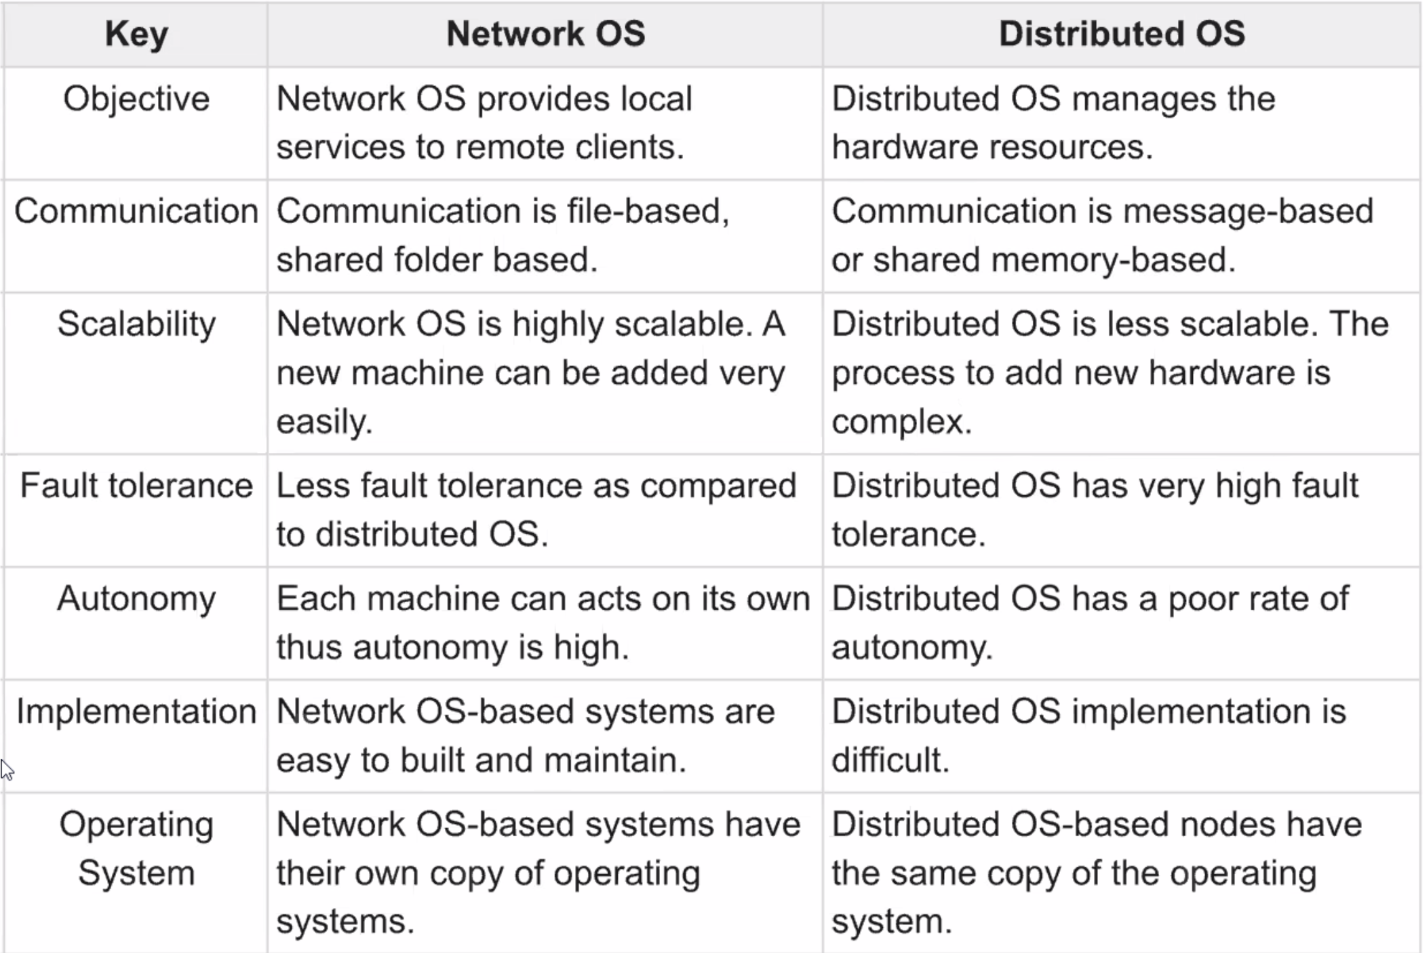 Key Network OS Distributed OS
Objective
Network OS provides local
services to remote clients.
Distributed OS manages the
hardware resources.
Communication
Communication is file-based,
shared folder based.
Communication is message-based
or shared memory-based.
Scalability
Network OS is highly scalable. A
new machine can be added very
easily.
Distributed OS is less scalable. The
process to add new hardware is
complex.
Fault tolerance
Less fault tolerance as compared
to distributed OS.
Distributed OS has very high fault
tolerance.
Autonomy
Each machine can acts on its own
thus autonomy is high.
Distributed OS has a poor rate of
autonomy.
Implementation
Network OS-based systems are
easy to built and maintain.
Distributed OS implementation is
difficult.
Operating
System
Network OS-based systems have
their own copy of operating
systems.
Distributed OS-based nodes have
the same copy of the operating
system.